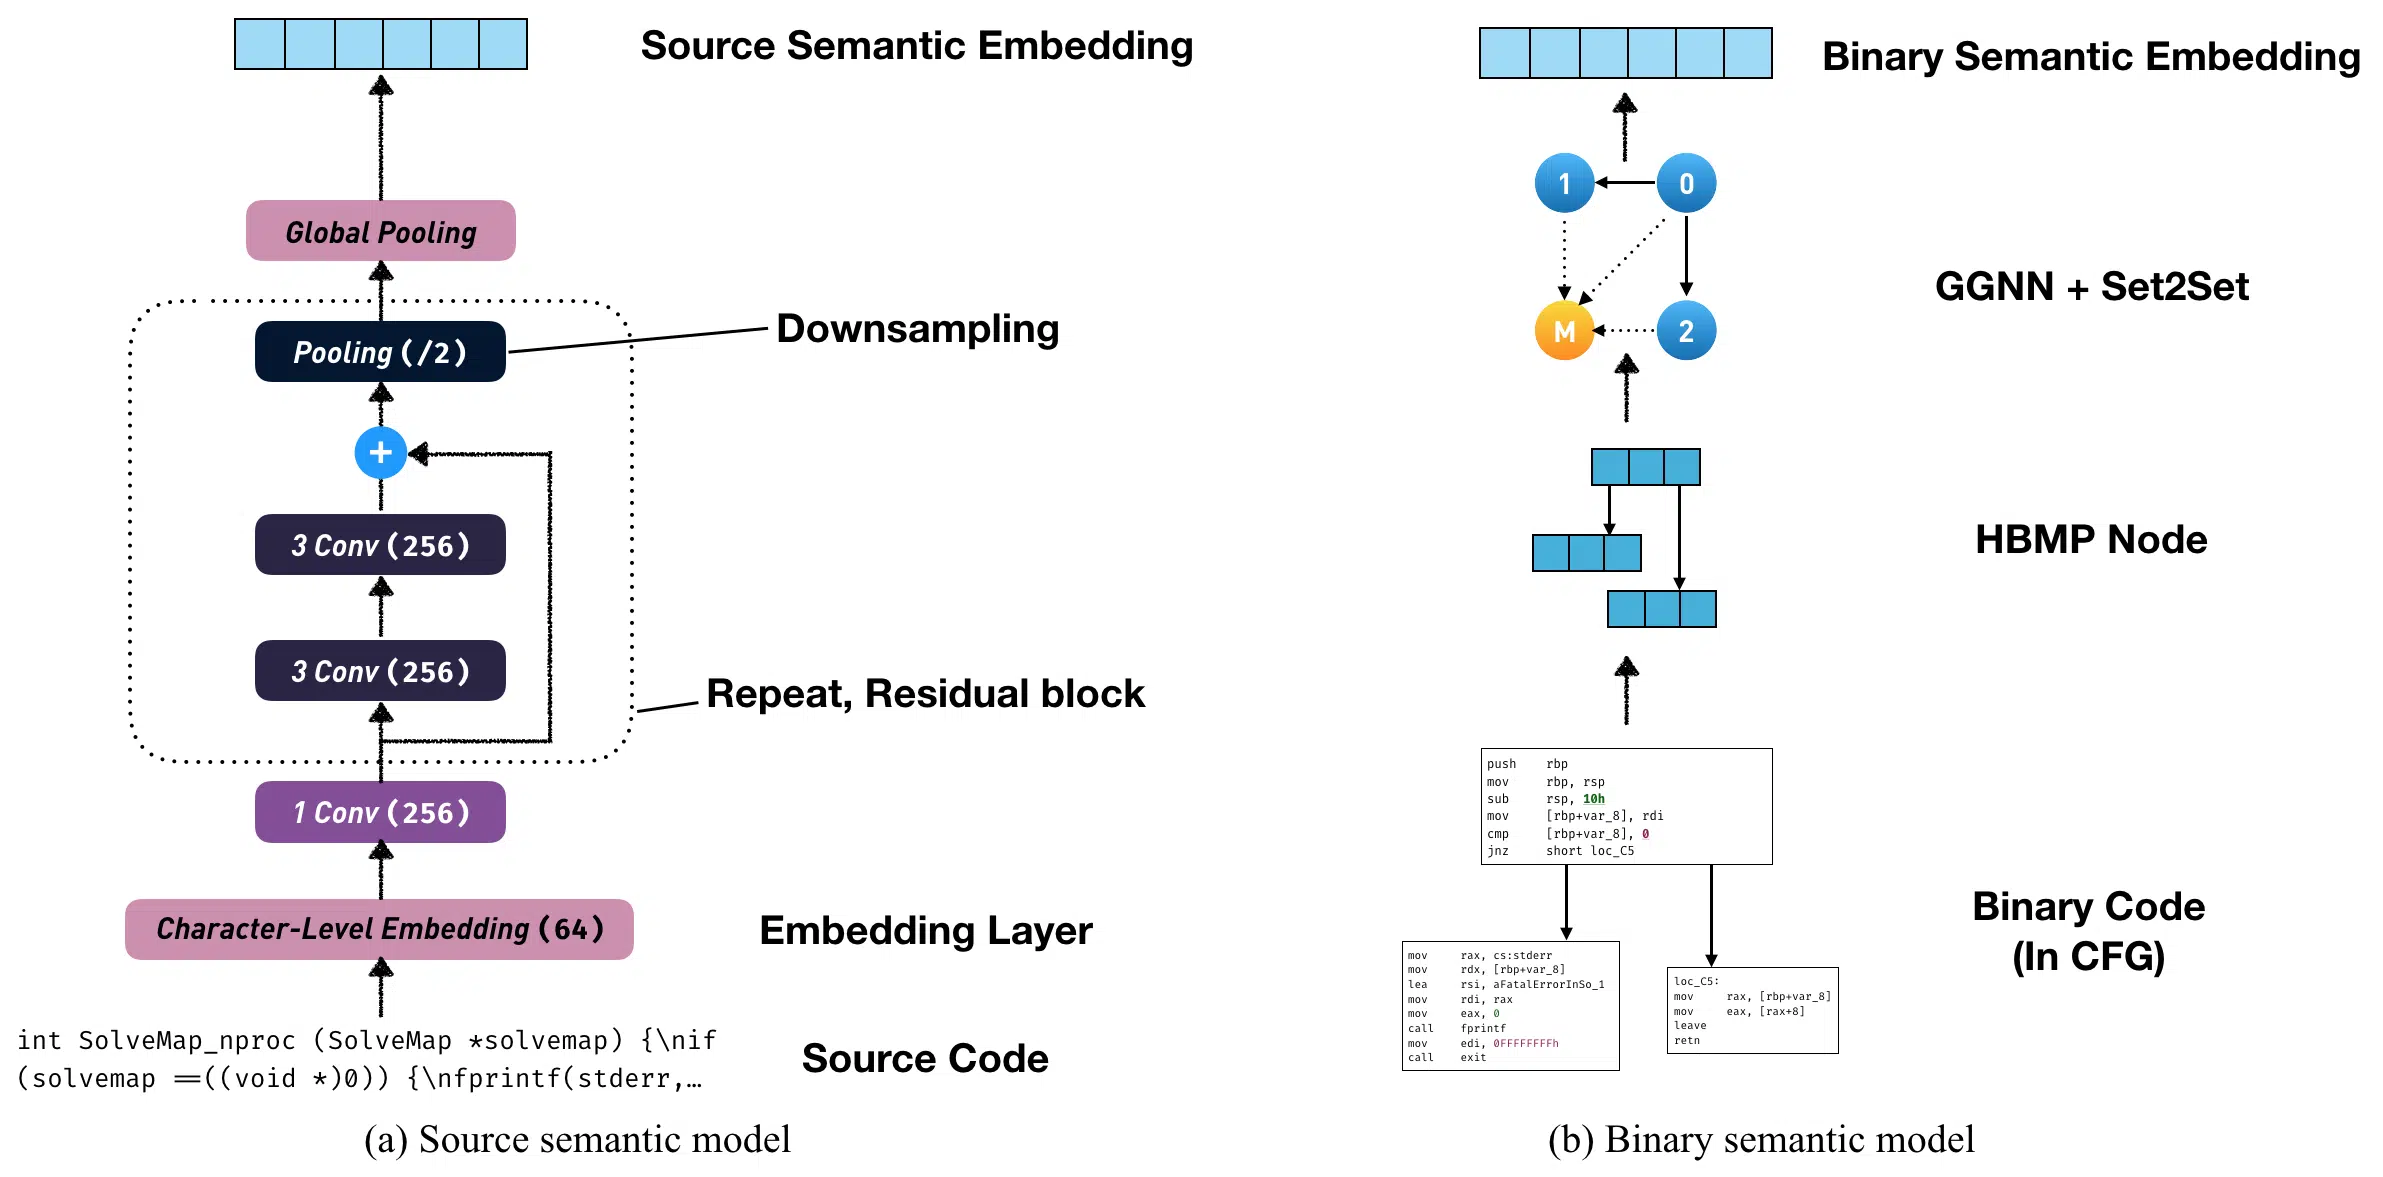 Source Semantic Embedding
Global Pooling
Pooling (/2)
Downsampling
+
3 Conv (256)
3 Conv (256)
Repeat, Residual block
1 Conv (256)
Character-Level Embedding (64)
Embedding Layer
int SolveMap_nproc (SolveMap *solvemap) {\nif
(solvemap ==((void *)0)) {\nfprintf(stderr,…
Source Code
(a) Source semantic model
Binary Semantic Embedding
1
0
M
2
GGNN + Set2Set
HBMP Node
push rbp
mov rbp, rsp
sub rsp, 10h
mov [rbp+var_8], rdi
cmp [rbp+var_8], 0
jnz short loc_C5
mov rax, cs:stderr
mov rdx, [rbp+var_8]
lea rsi, aFatalErrorInSo_1
mov rdi, rax
mov eax, 0
call fprintf
mov edi, 0FFFFFFFFh
call exit
loc_C5:
mov rax, [rbp+var_8]
mov eax, [rax+8]
leave
retn
Binary Code
(In CFG)
(b) Binary semantic model